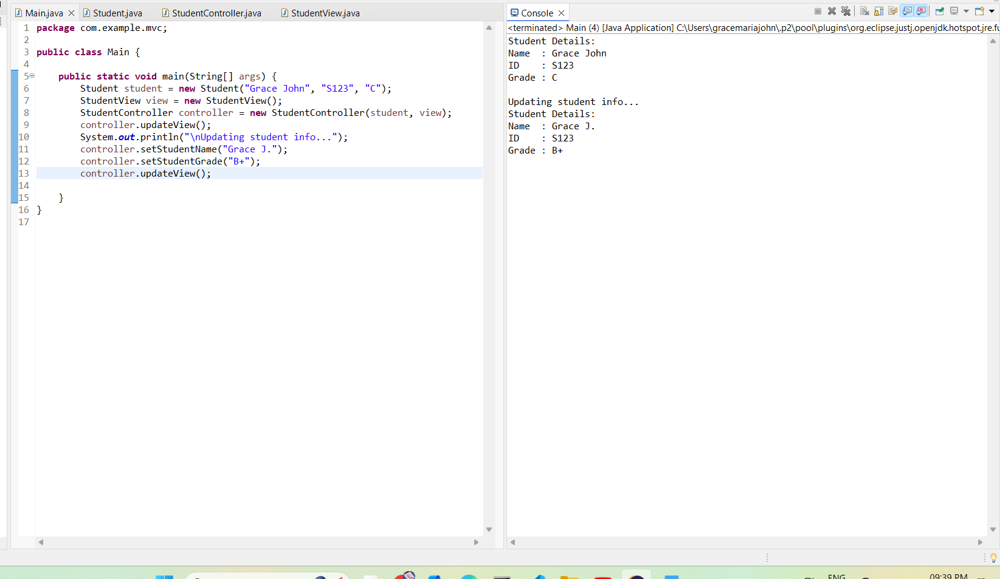 Main.java
Student.java
StudentController.java
StudentView.java
1 package com.example.mvc;
2
3 public class Main {
4
5     public static void main(String[] args) {
6         Student student = new Student("Grace John", "S123", "C");
7         StudentView view = new StudentView();
8         StudentController controller = new StudentController(student, view);
9         controller.updateView();
10         System.out.println("\nUpdating student info...");
11         controller.setStudentName("Grace J.");
12         controller.setStudentGrade("B+");
13         controller.updateView();
14
15     }
16 }
17
Console
<terminated> Main (4) [Java Application] C:\Users\gracemariajohn\.p2\pool\plugins\org.eclipse.justj.openjdk.hotspot.jre.fu
Student Details:
Name  : Grace John
ID    : S123
Grade : C
Updating student info...
Student Details:
Name  : Grace J.
ID    : S123
Grade : B+
ENG
09:39 PM